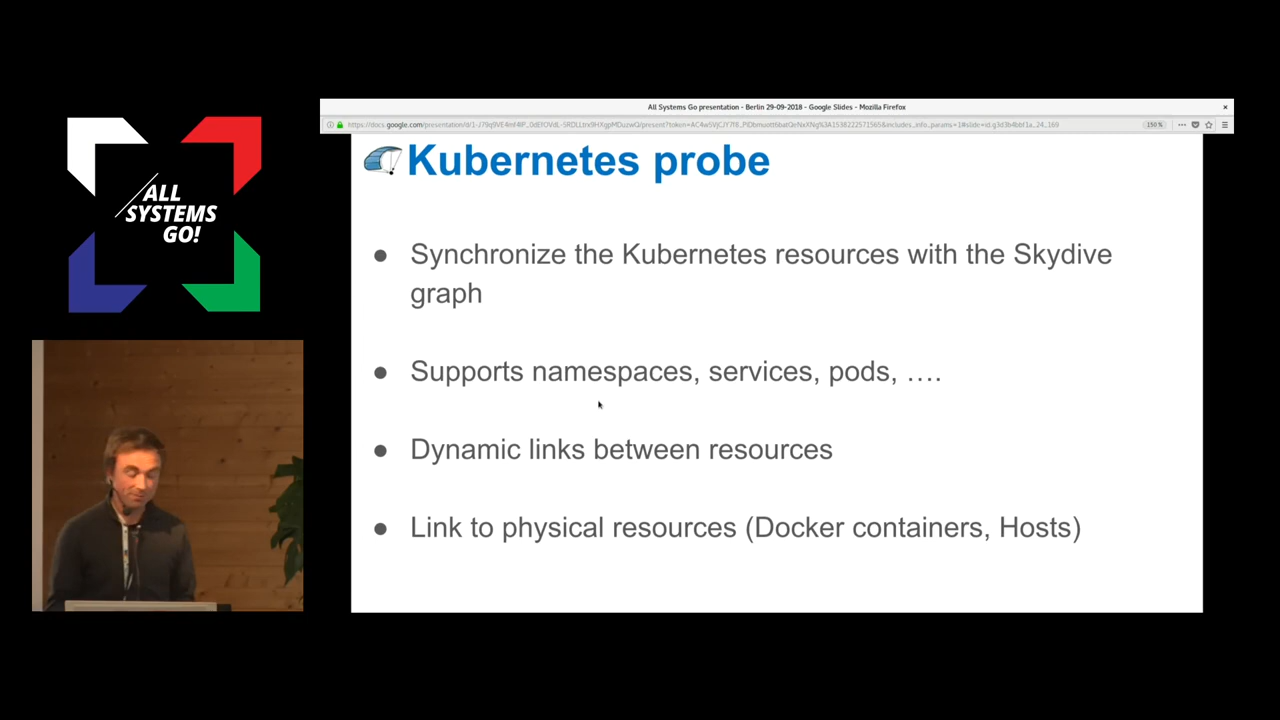 All Systems Go presentation - Berlin 29-09-2018 - Google Slides - Mozilla Firefox
150%
ALL
SYSTEMS
GO!
Kubernetes probe
● Synchronize the Kubernetes resources with the Skydive
graph
● Supports namespaces, services, pods, ….
● Dynamic links between resources
● Link to physical resources (Docker containers, Hosts)